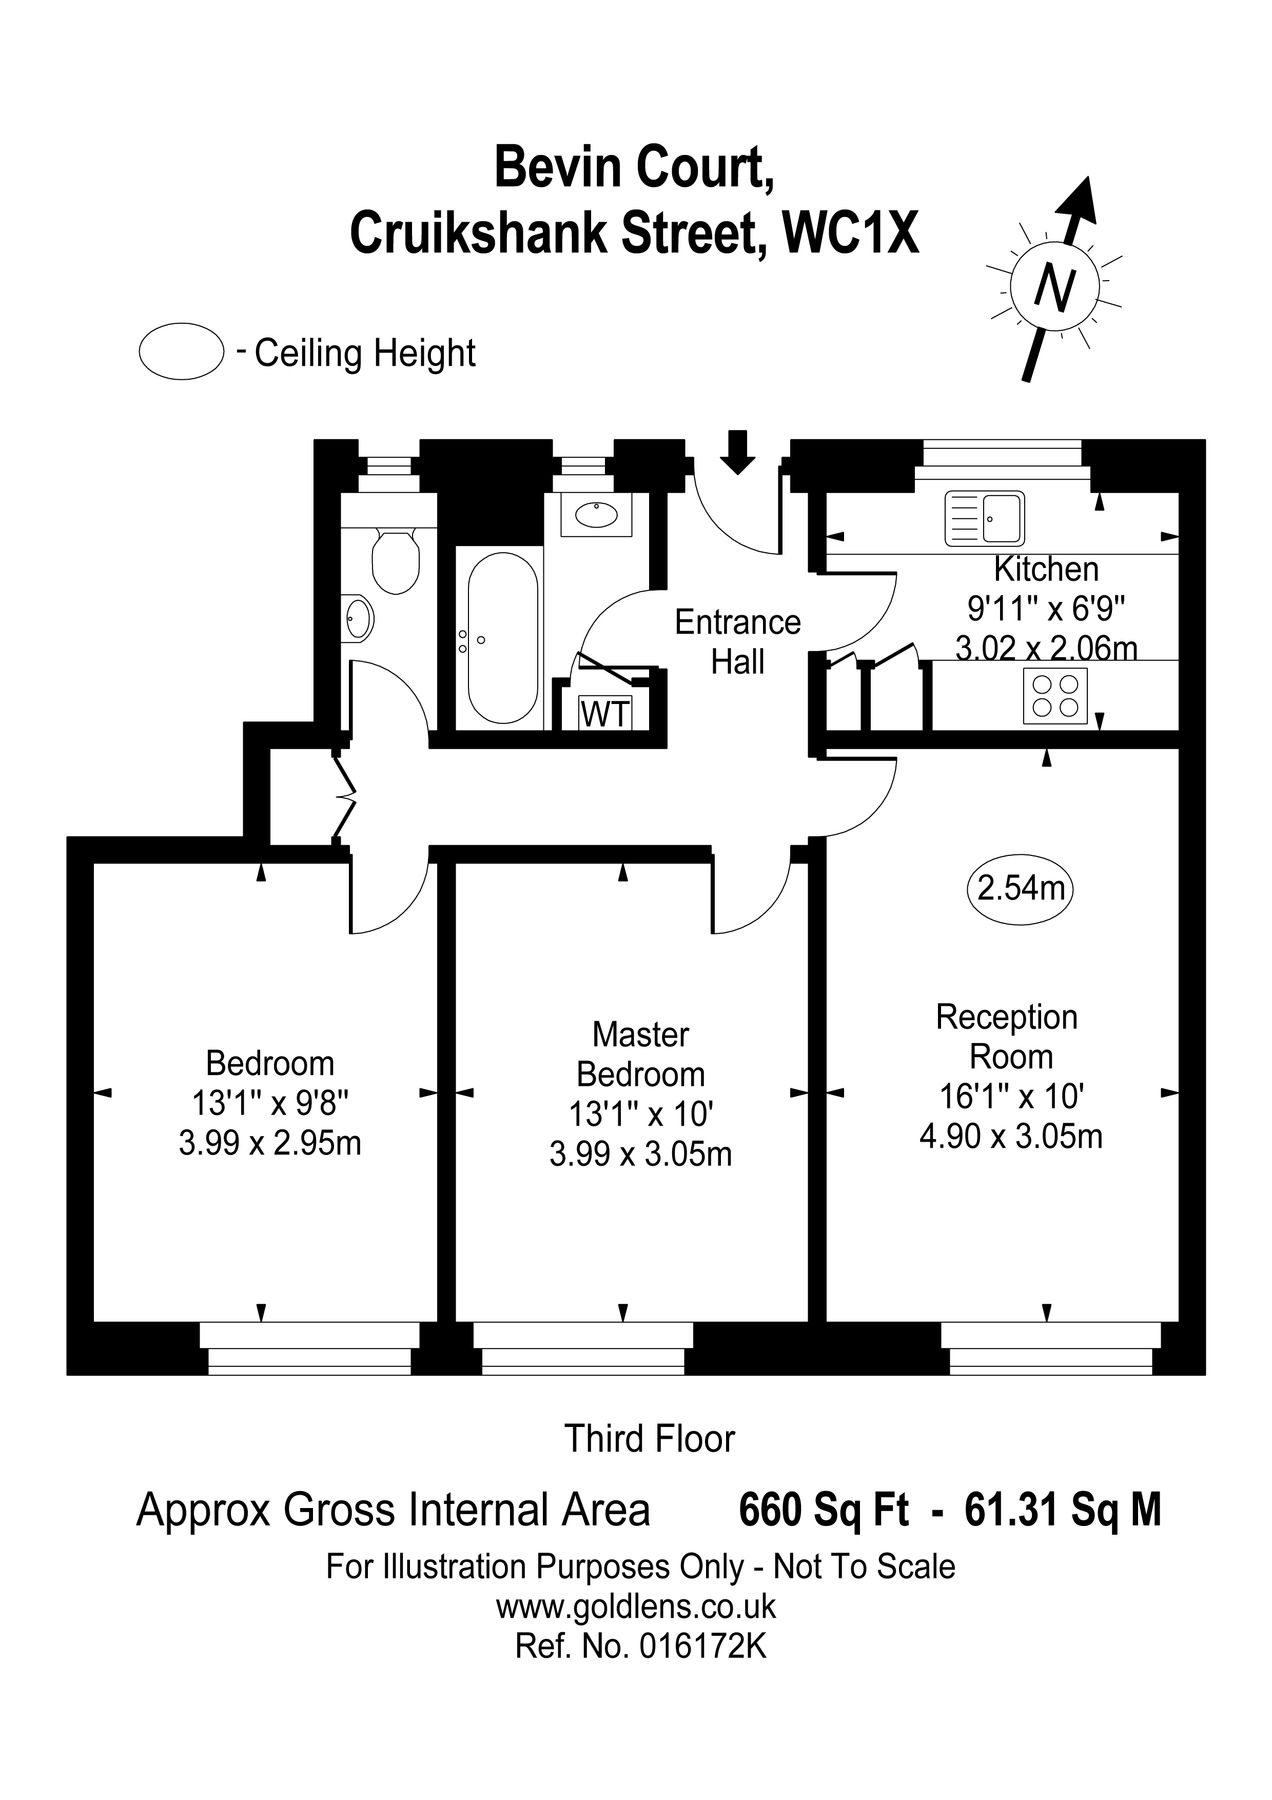 Bevin Court,
Cruikshank Street, WC1X
N
- Ceiling Height
Kitchen
9'11" x 6'9"
3.02 x 2.06m
Entrance
Hall
WT
2.54m
Reception
Room
16'1" x 10'
4.90 x 3.05m
Master
Bedroom
13'1" x 10'
3.99 x 3.05m
Bedroom
13'1" x 9'8"
3.99 x 2.95m
Third Floor
Approx Gross Internal Area 660 Sq Ft - 61.31 Sq M
For Illustration Purposes Only - Not To Scale
www.goldlens.co.uk
Ref. No. 016172K